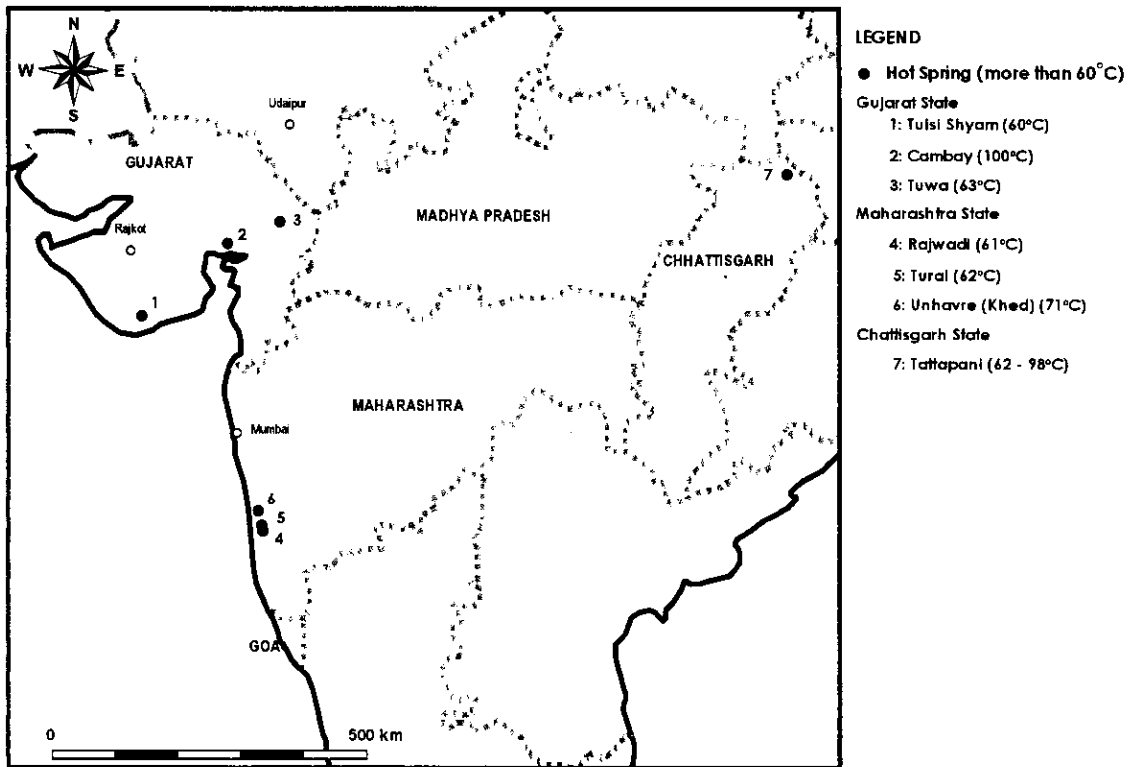 N
W E
S
Udaipur
GUJARAT
Rajkot
3
2
1
MADHYA PRADESH
7
CHHATTISGARH
MAHARASHTRA
Mumbai
6
5
4
GOA
0 500 km
LEGEND
Hot Spring (more than 60°C)
Gujarat State
1: Tulsi Shyam (60°C)
2: Cambay (100°C)
3: Tuwa (63°C)
Maharashtra State
4: Rajwadi (61°C)
5: Tural (62°C)
6: Unhavre (Khed) (71°C)
Chattisgarh State
7: Tattapani (62 - 98°C)